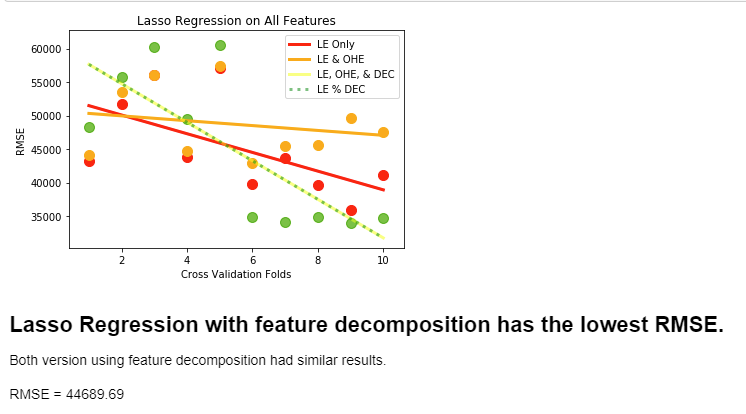 Lasso Regression on All Features
60000
55000
50000
45000
40000
35000
RMSE
LE Only
LE & OHE
LE, OHE, & DEC
LE % DEC
2
4
6
8
10
Cross Validation Folds
Lasso Regression with feature decomposition has the lowest RMSE.
Both version using feature decomposition had similar results.
RMSE = 44689.69